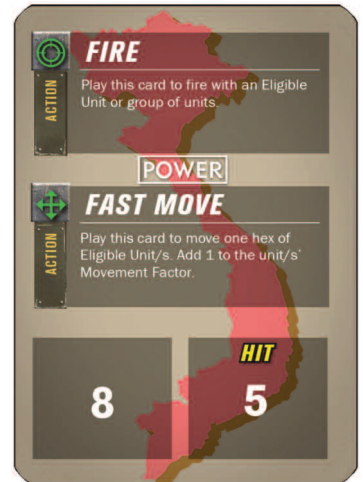 FIRE
ACTION
Play this card to fire with an Eligible
Unit or group of units.
POWER
FAST MOVE
ACTION
Play this card to move one hex of
Eligible Unit/s. Add 1 to the unit/s'
Movement Factor.
HIT
8
5